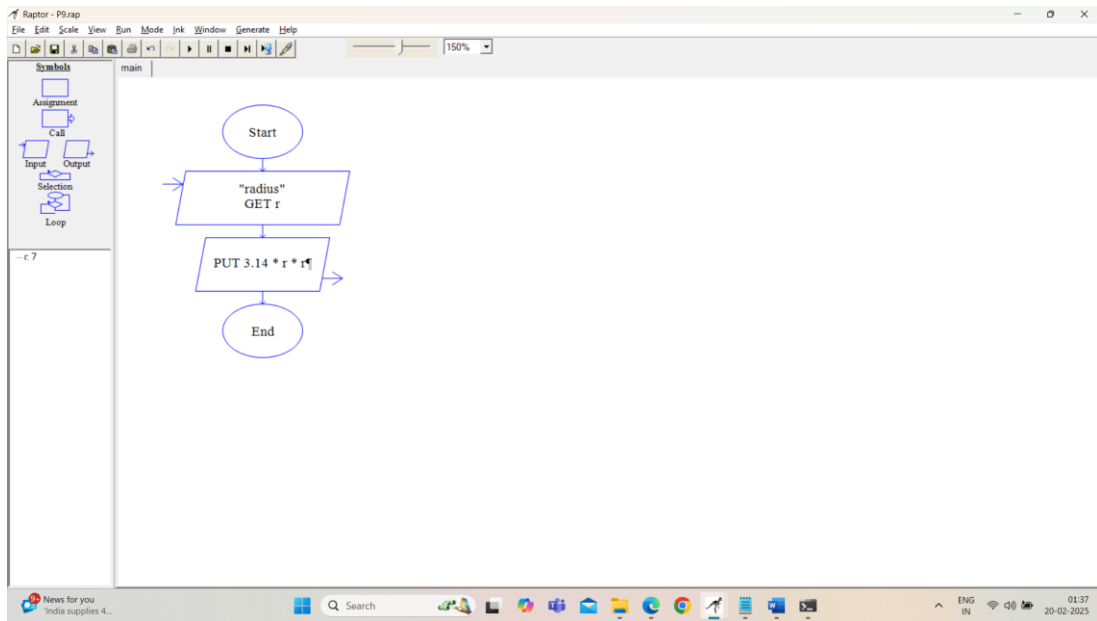 Raptor - P9.rap
File Edit Scale View Run Mode Ink Window Generate Help
150%
Symbols
Assignment
Call
Input Output
Selection
Loop
main
Start
"radius"
GET r
PUT 3.14 * r * r¶
End
r: 7
News for you
'India supplies 4...
9+
Search
ENG
IN
01:37
20-02-2025